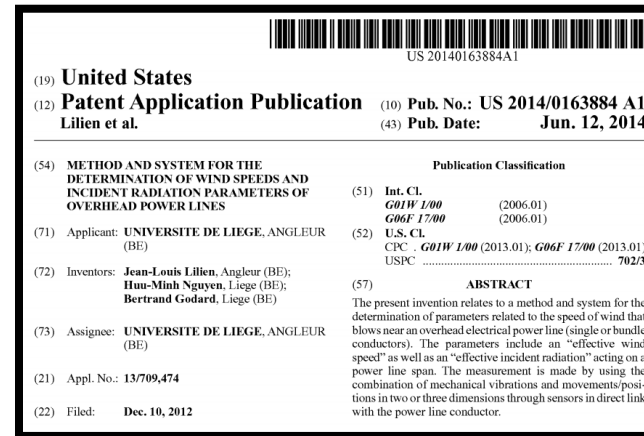 US 20140163884A1
(19) United States
(12) Patent Application Publication
Lilien et al.
(10) Pub. No.: US 2014/0163884 A1
(43) Pub. Date: Jun. 12, 2014
(54) METHOD AND SYSTEM FOR THE
DETERMINATION OF WIND SPEEDS AND
INCIDENT RADIATION PARAMETERS OF
OVERHEAD POWER LINES
(71) Applicant: UNIVERSITE DE LIEGE, ANGLEUR
(BE)
(72) Inventors: Jean-Louis Lilien, Angleur (BE);
Huu-Minh Nguyen, Liege (BE);
Bertrand Godard, Liege (BE)
(73) Assignee: UNIVERSITE DE LIEGE, ANGLEUR
(BE)
(21) Appl. No.: 13/709,474
(22) Filed: Dec. 10, 2012
Publication Classification
(51) Int. Cl.
G01W 1/00 (2006.01)
G06F 17/00 (2006.01)
(52) U.S. Cl.
CPC . G01W 1/00 (2013.01); G06F 17/00 (2013.01)
USPC ........................................................ 702/3
(57) ABSTRACT
The present invention relates to a method and system for the
determination of parameters related to the speed of wind that
blows near an overhead electrical power line (single or bundle
conductors). The parameters include an “effective wind
speed” as well as an “effective incident radiation” acting on a
power line span. The measurement is made by using the
combination of mechanical vibrations and movements/posi-
tions in two or three dimensions through sensors in direct link
with the power line conductor.